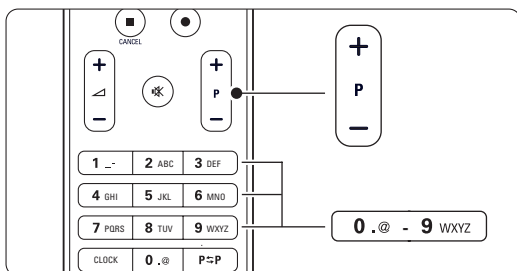 CANCEL
+ +
P
− −
+
P
−
1 _- 2 ABC 3 DEF
4 GHI 5 JKL 6 MNO
7 PQRS 8 TUV 9 WXYZ
CLOCK 0 .@ P⇆P
0 .@ - 9 WXYZ